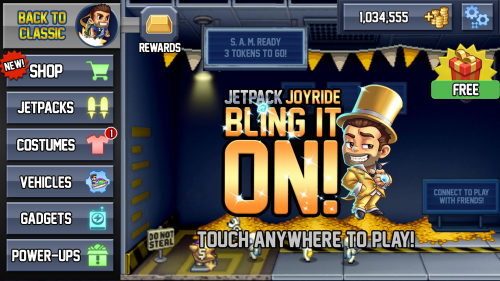 BACK TO
CLASSIC
NEW!
SHOP
JETPACKS
COSTUMES
1
VEHICLES
GADGETS
POWER-UPS
REWARDS
S. A. M. READY
3 TOKENS TO GO!
1,034,555
FREE
JETPACK JOYRIDE
BLING IT
ON!
CONNECT TO PLAY
WITH FRIENDS!
DO NOT
STEAL
5
TOUCH ANYWHERE TO PLAY!